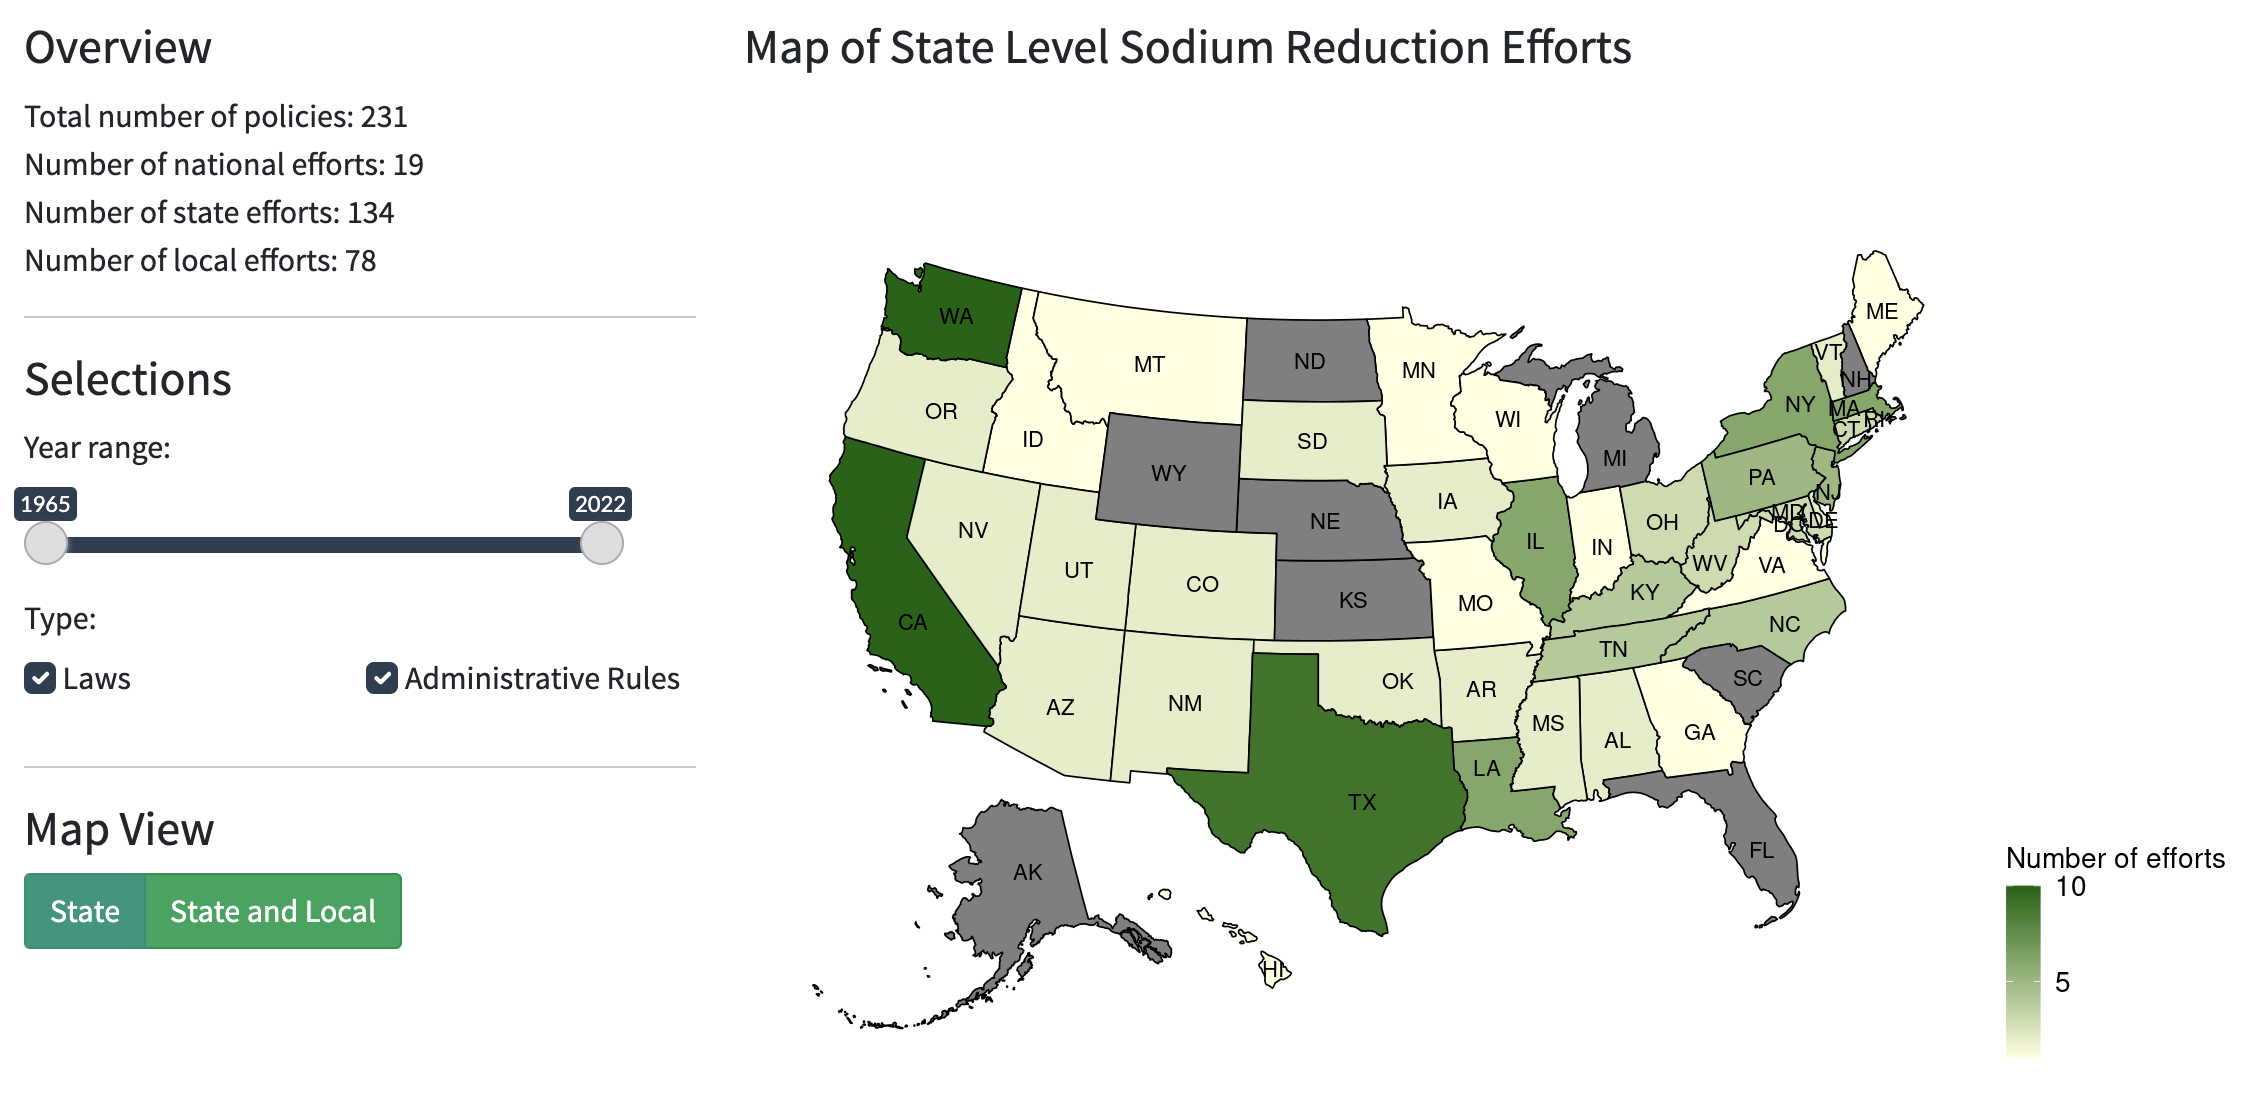 Overview
Total number of policies: 231
Number of national efforts: 19
Number of state efforts: 134
Number of local efforts: 78
Selections
Year range:
1965 2022
Type:
Laws Administrative Rules
Map View
State State and Local
Map of State Level Sodium Reduction Efforts
WA
MT
ND
MN
ME
VT
NH
OR
ID
WY
SD
WI
MI
NY
MA
RI
CT
NV
UT
CO
NE
IA
IL
IN
OH
PA
NJ
MD
DC
DE
WV
VA
CA
KS
MO
KY
TN
NC
SC
AZ
NM
OK
AR
MS
AL
GA
TX
LA
FL
AK
HI
Number of efforts
10
5